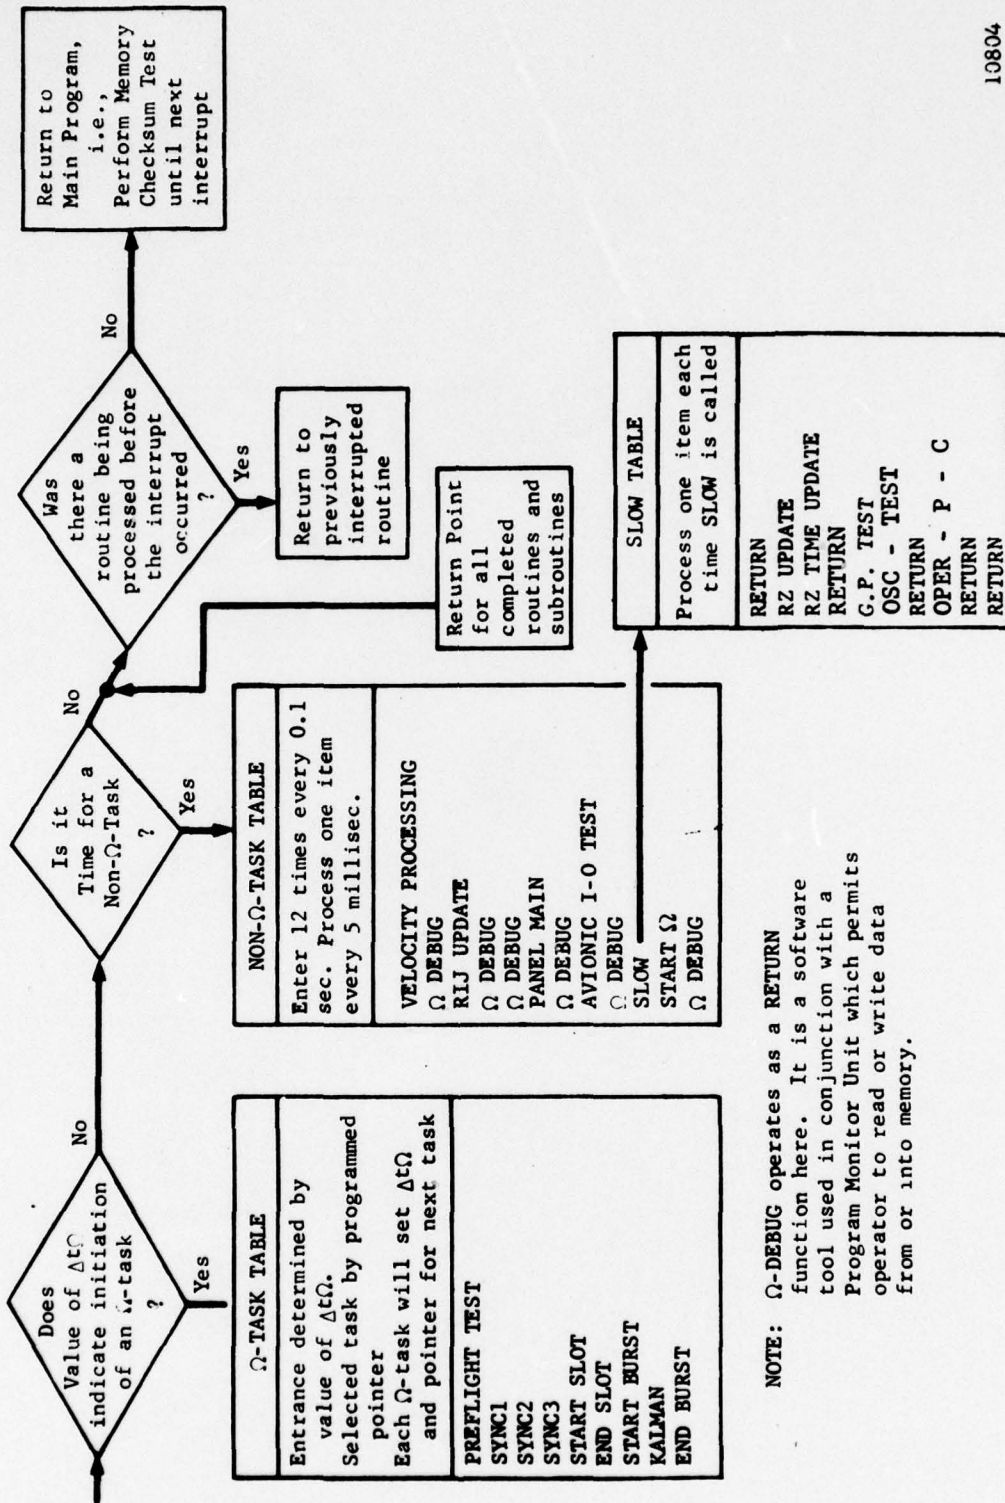 Does
Value of ΔtΩ
indicate initiation
of an Ω-task
?
No
Yes
Ω-TASK TABLE
Entrance determined by
value of ΔtΩ.
Selected task by programmed
pointer
Each Ω-task will set ΔtΩ
and pointer for next task
PREFLIGHT TEST
SYNC1
SYNC2
SYNC3
START SLOT
END SLOT
START BURST
KALMAN
END BURST
Is it
Time for a
Non-Ω-Task
?
No
Yes
NON-Ω-TASK TABLE
Enter 12 times every 0.1
sec. Process one item
every 5 millisec.
VELOCITY PROCESSING
Ω DEBUG
RIJ UPDATE
Ω DEBUG
Ω DEBUG
PANEL MAIN
Ω DEBUG
AVIONIC I-O TEST
Ω DEBUG
SLOW
START Ω
Ω DEBUG
Was
there a
routine being
processed before
the interrupt
occurred
?
No
Yes
Return to
Main Program,
i.e.,
Perform Memory
Checksum Test
until next
interrupt
Return to
previously
interrupted
routine
Return Point
for all
completed
routines and
subroutines
SLOW TABLE
Process one item each
time SLOW is called
RETURN
RZ UPDATE
RZ TIME UPDATE
RETURN
G.P. TEST
OSC - TEST
RETURN
OPER - P - C
RETURN
RETURN
NOTE: Ω-DEBUG operates as a RETURN
function here. It is a software
tool used in conjunction with a
Program Monitor Unit which permits
operator to read or write data
from or into memory.
10804